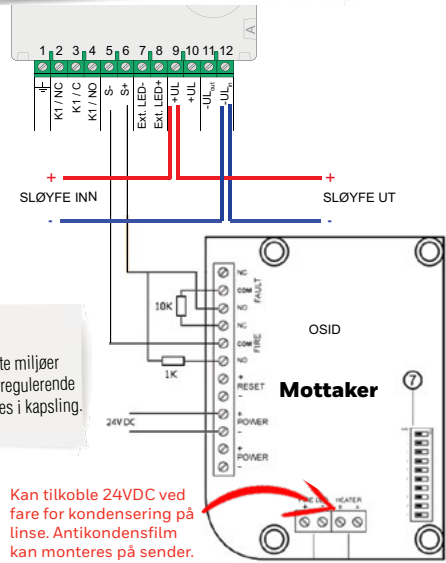 A
1 2 3 4 5 6 7 8 9 10 11 12
K1 / NC
K1 / C
K1 / NO
S-
S+
Ext. LED-
Ext. LED+
+UL
+UL
-ULout
-ULin
+ +
SLØYFE INN SLØYFE UT
- -
te miljøer
regulerende
es i kapsling.
NC
COM
NO
FAULT
10K
NC
COM
NO
FIRE
1K
+
RESET
-
24V DC
+
POWER
-
+
POWER
-
OSID
Mottaker
7
HEATER
Kan tilkoble 24VDC ved
fare for kondensering på
linse. Antikondensfilm
kan monteres på sender.